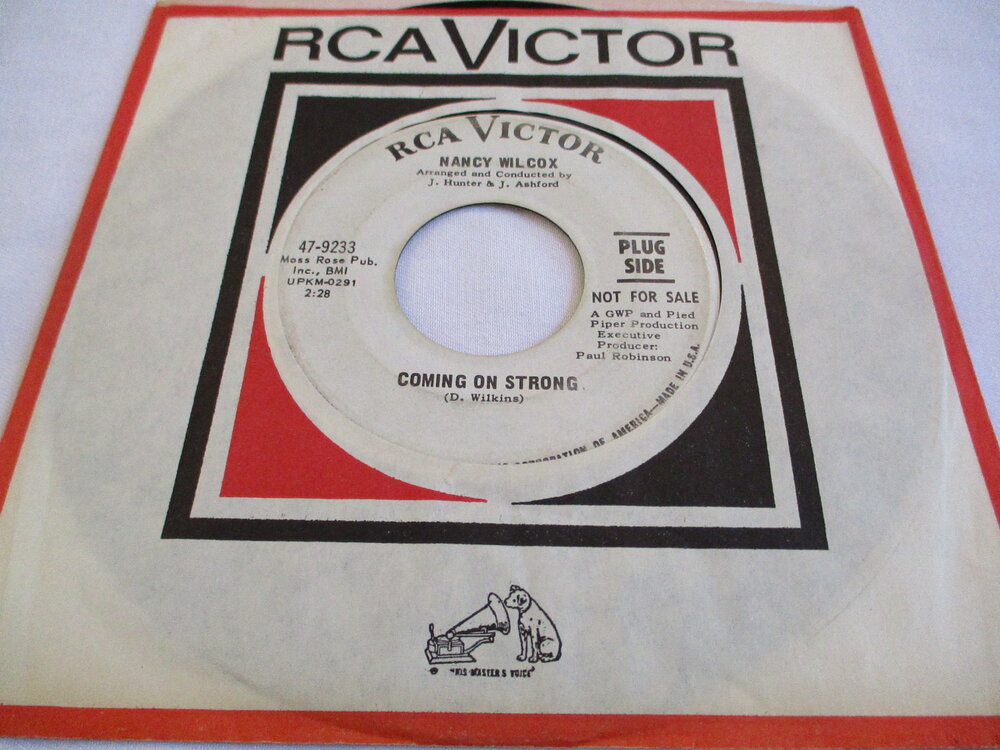 RCA VICTOR
RCA VICTOR
NANCY WILCOX
Arranged and Conducted by
J. Hunter & J. Ashford
47-9233
Moss Rose Pub.
Inc., BMI
UPKM-0291
2:28
PLUG
SIDE
NOT FOR SALE
A GWP and Pied
Piper Production
Executive
Producer:
Paul Robinson
COMING ON STRONG
(D. Wilkins)
OF AMERICA—MADE IN U.S.A.
"HIS MASTER'S VOICE"